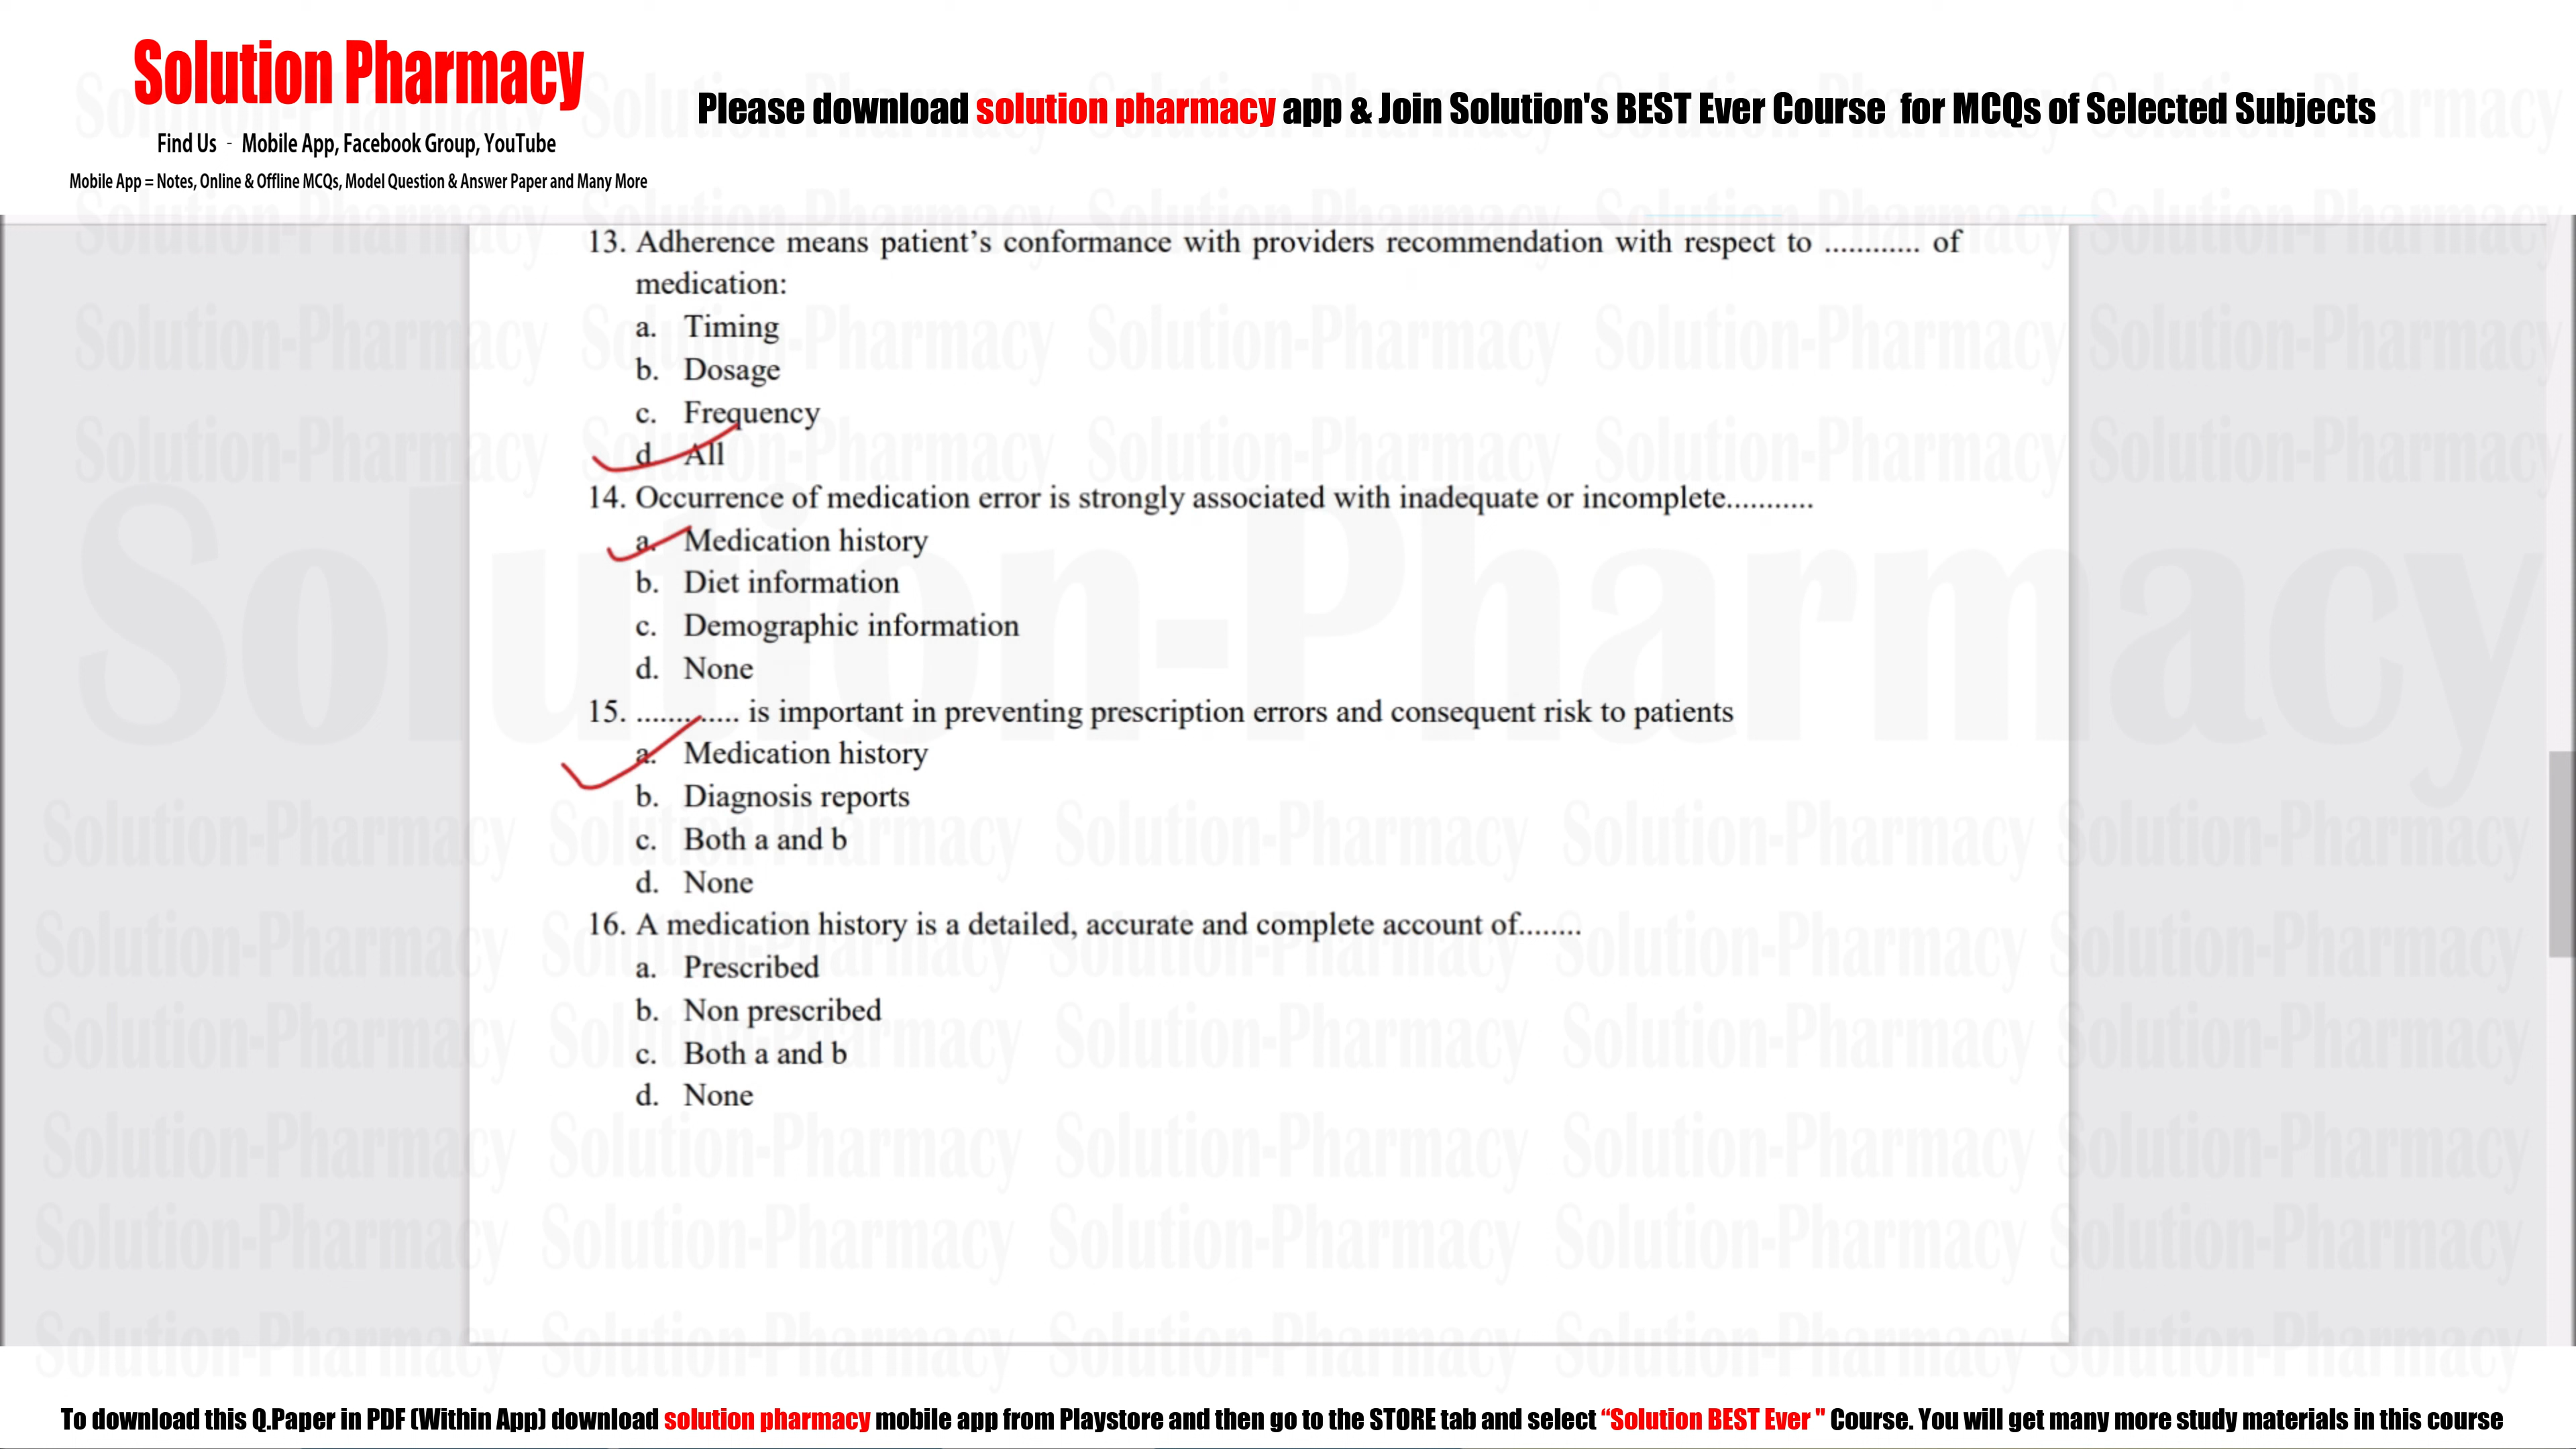 Solution Pharmacy
Find Us - Mobile App, Facebook Group, YouTube
Mobile App = Notes, Online & Offline MCQs, Model Question & Answer Paper and Many More
Please download solution pharmacy app & Join Solution's BEST Ever Course for MCQs of Selected Subjects
13. Adherence means patient's conformance with providers recommendation with respect to ............ of
medication:
a. Timing
b. Dosage
c. Frequency
d. All
14. Occurrence of medication error is strongly associated with inadequate or incomplete...........
a. Medication history
b. Diet information
c. Demographic information
d. None
15. ............. is important in preventing prescription errors and consequent risk to patients
a. Medication history
b. Diagnosis reports
c. Both a and b
d. None
16. A medication history is a detailed, accurate and complete account of........
a. Prescribed
b. Non prescribed
c. Both a and b
d. None
Solution-Pharmacy
To download this Q.Paper in PDF (Within App) download solution pharmacy mobile app from Playstore and then go to the STORE tab and select “Solution BEST Ever " Course. You will get many more study materials in this course